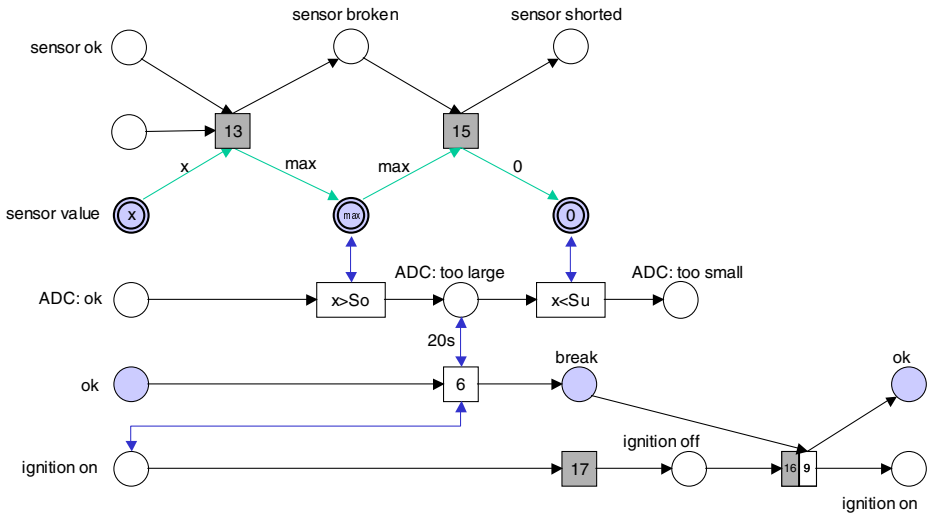 sensor broken
sensor shorted
sensor ok
13
15
x
max
max
0
sensor value
x
max
0
ADC: too large
ADC: too small
ADC: ok
x>So
x<Su
20s
break
ok
ok
6
ignition off
ignition on
17
16
9
ignition on